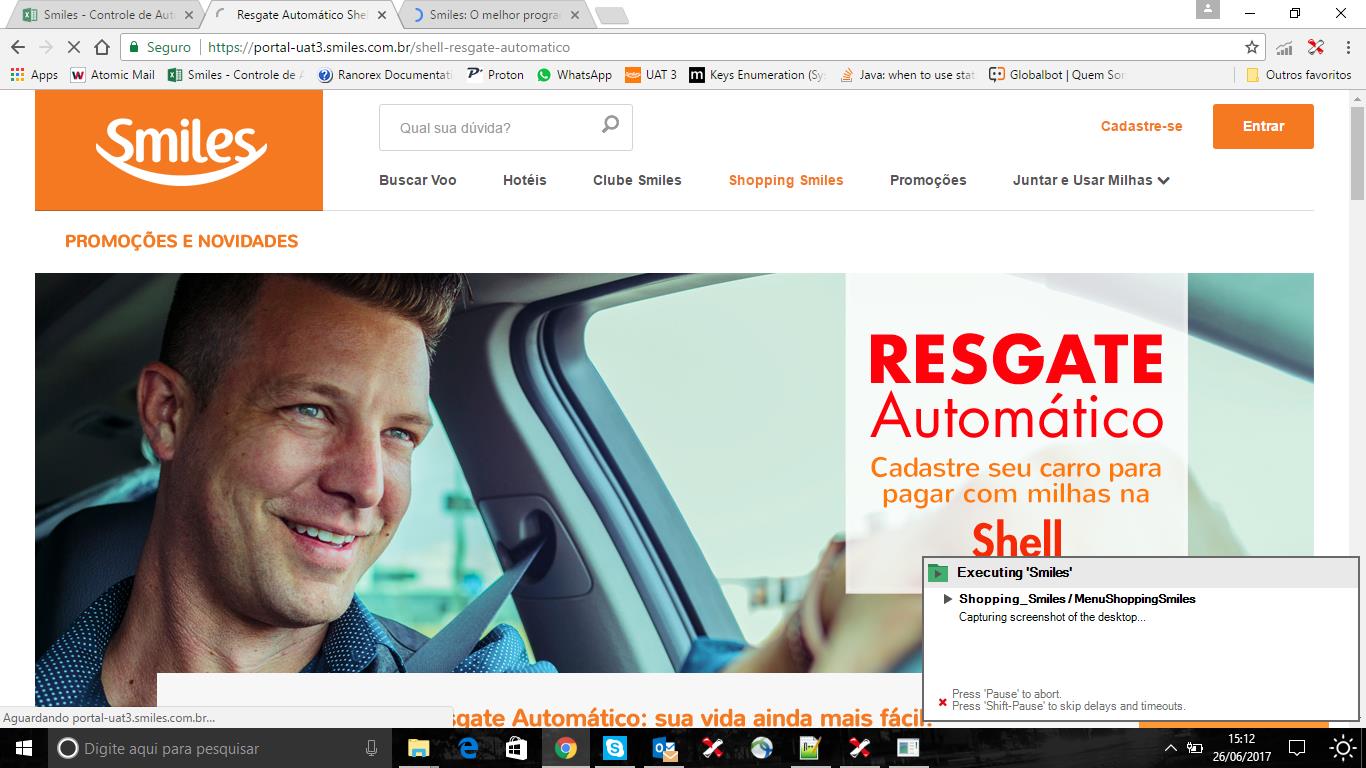 Smiles - Controle de Aut
Resgate Automático Shel
Smiles: O melhor progra
Seguro
https://portal-uat3.smiles.com.br/shell-resgate-automatico
Apps
Atomic Mail
Smiles - Controle de A
Ranorex Documentati
Proton
WhatsApp
UAT 3
Keys Enumeration (Sy
Java: when to use stat
Globalbot | Quem So
Outros favoritos
Smiles
Qual sua dúvida?
Cadastre-se
Entrar
Buscar Voo
Hotéis
Clube Smiles
Shopping Smiles
Promoções
Juntar e Usar Milhas
PROMOÇÕES E NOVIDADES
RESGATE
Automático
Cadastre seu carro para
pagar com milhas na
Shell
Executing 'Smiles'
Shopping_Smiles / MenuShoppingSmiles
Capturing screenshot of the desktop...
Press 'Pause' to abort.
Press 'Shift-Pause' to skip delays and timeouts.
sgate Automático: sua vida ainda mais fácil.
Aguardando portal-uat3.smiles.com.br...
Digite aqui para pesquisar
15:12
26/06/2017